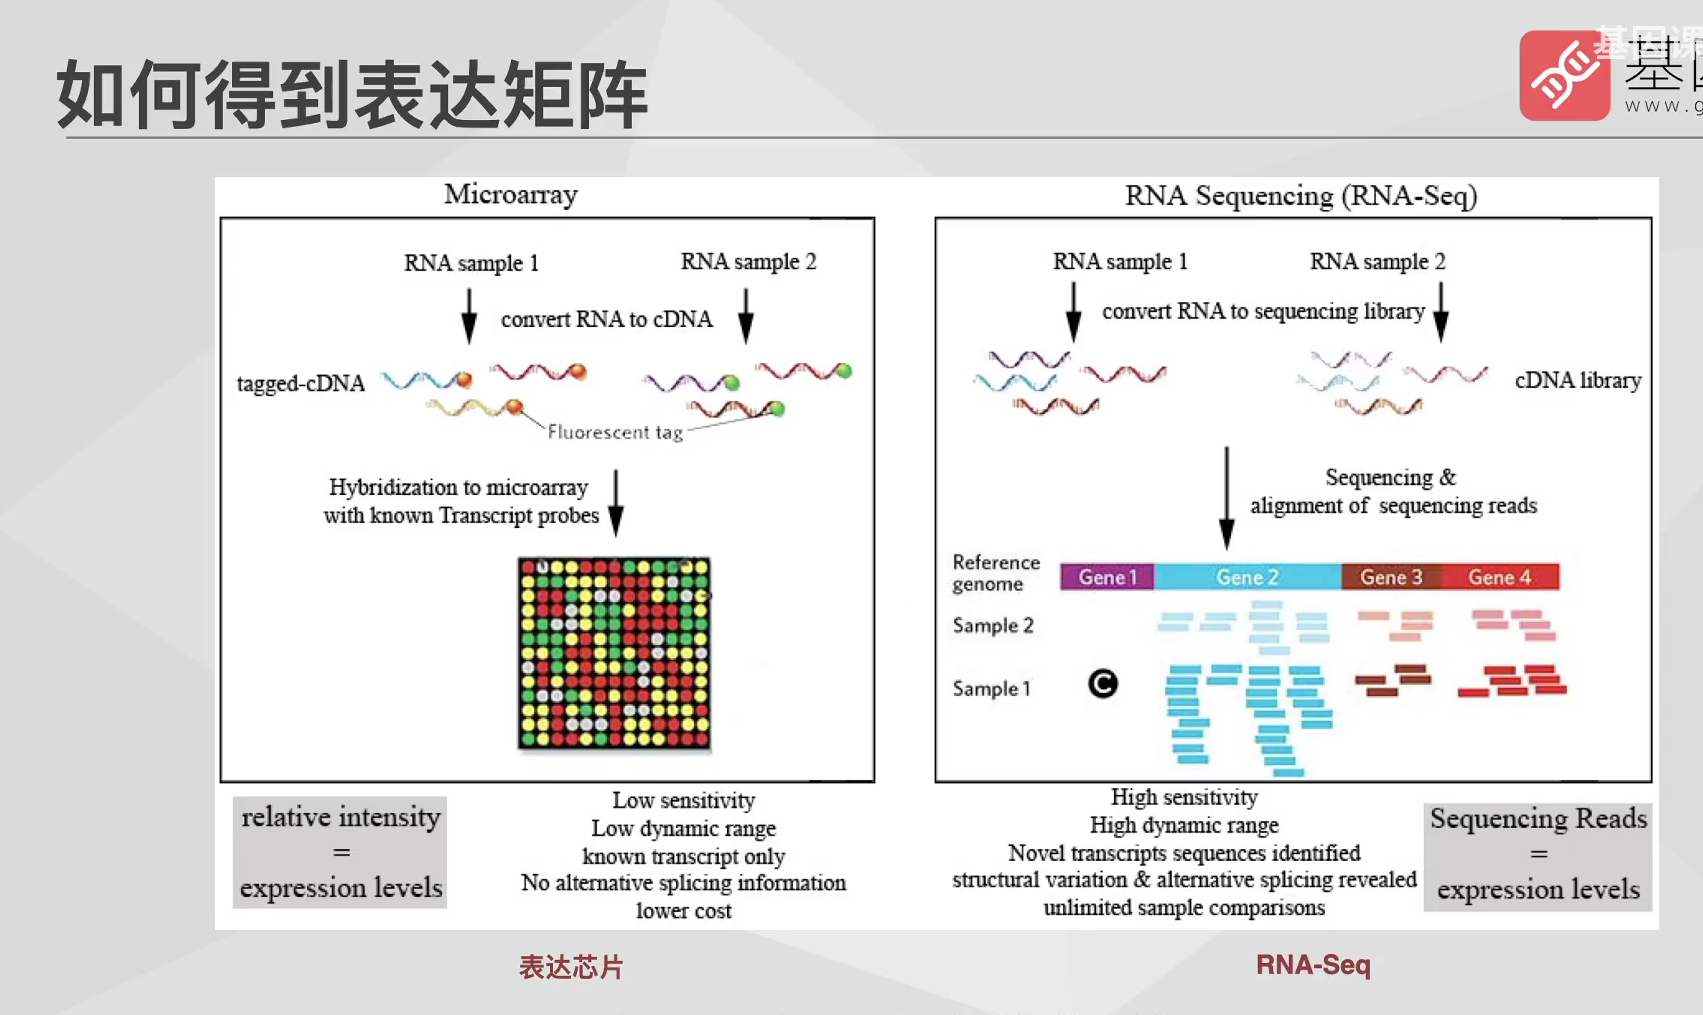 如何得到表达矩阵
基因课
www.g
Microarray
RNA sample 1
RNA sample 2
convert RNA to cDNA
tagged-cDNA
Fluorescent tag
Hybridization to microarray
with known Transcript probes
relative intensity
=
expression levels
Low sensitivity
Low dynamic range
known transcript only
No alternative splicing information
lower cost
表达芯片
RNA Sequencing (RNA-Seq)
RNA sample 1
RNA sample 2
convert RNA to sequencing library
cDNA library
Sequencing &
alignment of sequencing reads
Reference
genome
Gene 1
Gene 2
Gene 3
Gene 4
Sample 2
Sample 1
C
High sensitivity
High dynamic range
Novel transcripts sequences identified
structural variation & alternative splicing revealed
unlimited sample comparisons
Sequencing Reads
=
expression levels
RNA-Seq